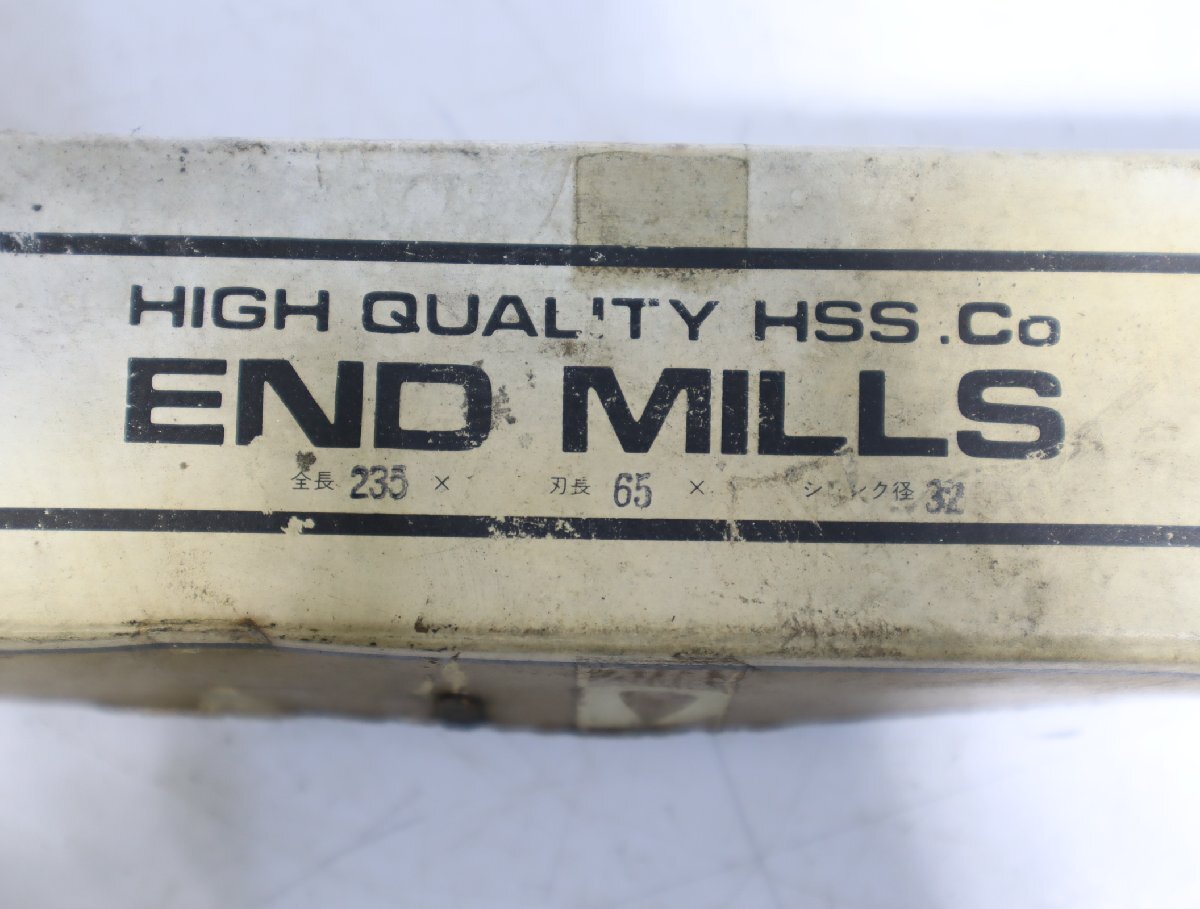 HIGH QUALITY HSS.Co
END MILLS
全長 235 × 刃長 65 × シャンク径 32